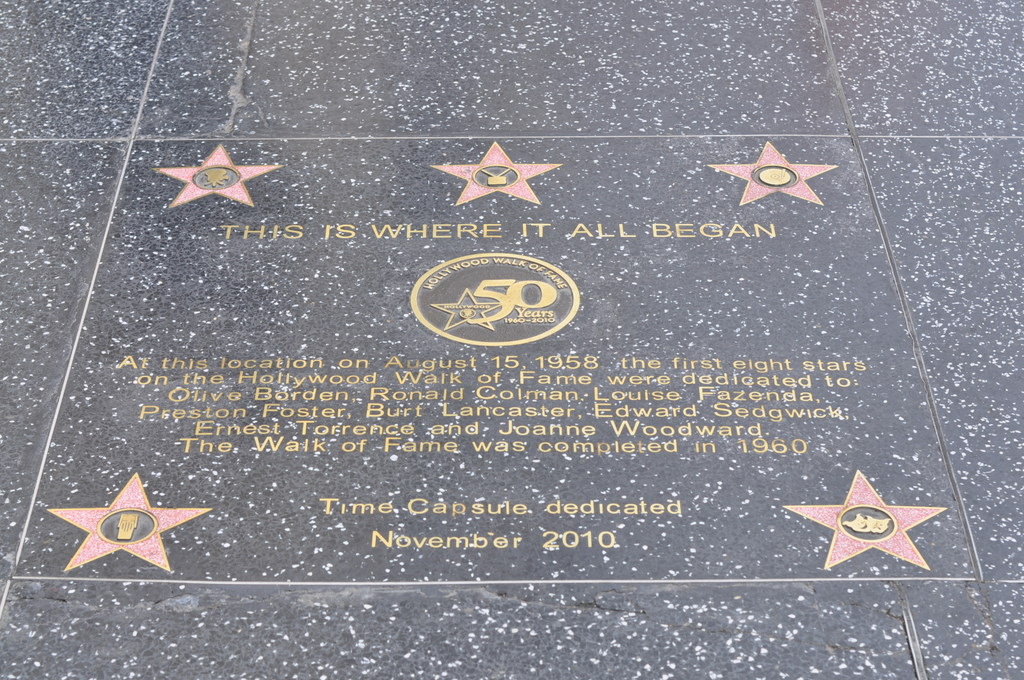 THIS IS WHERE IT ALL BEGAN
HOLLYWOOD WALK OF FAME
HOLLYWOOD
50
Years
1960-2010
At this location on August 15, 1958 the first eight stars
on the Hollywood Walk of Fame were dedicated to:
Olive Borden, Ronald Colman, Louise Fazenda,
Preston Foster, Burt Lancaster, Edward Sedgwick,
Ernest Torrence and Joanne Woodward.
The Walk of Fame was completed in 1960
Time Capsule dedicated
November 2010